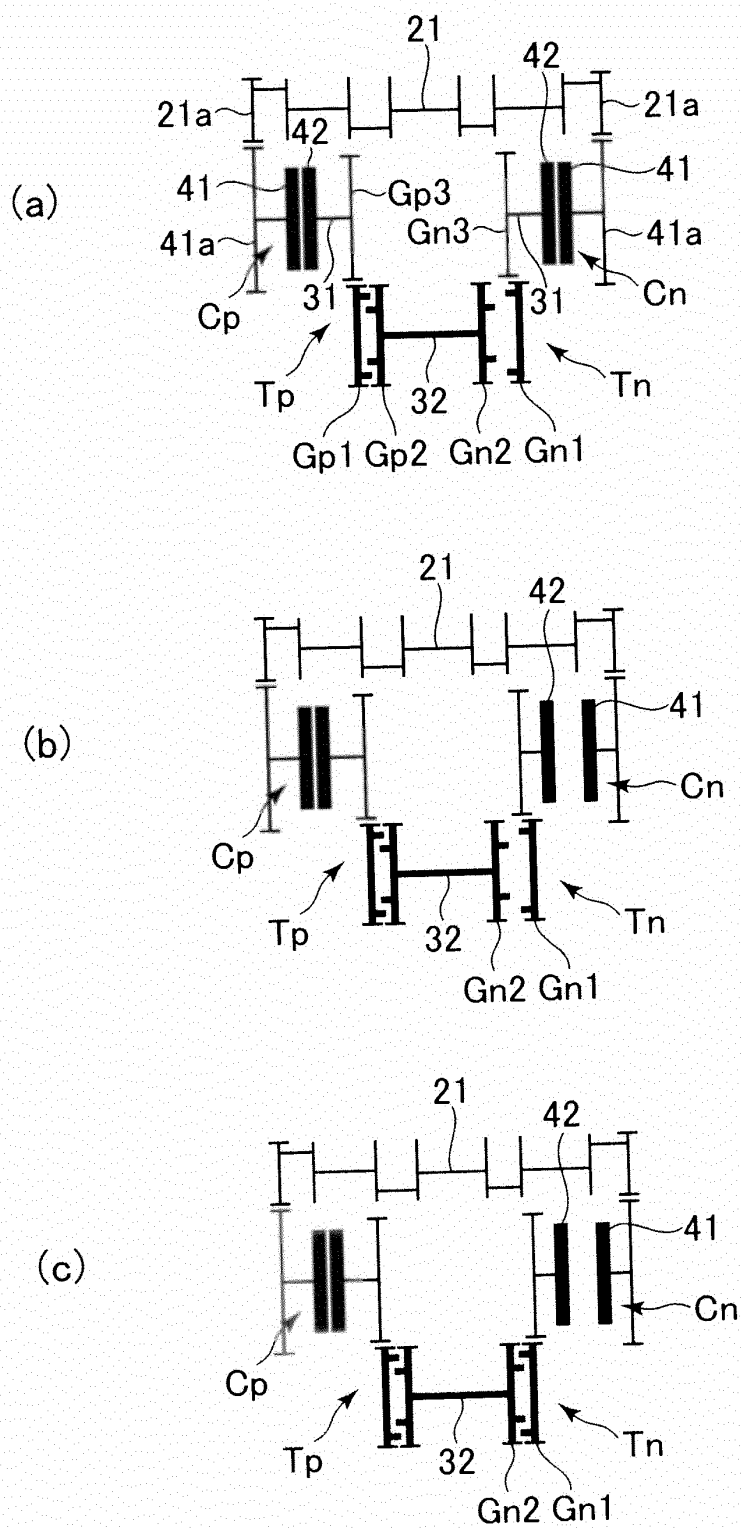 21 42
21a 42 21a
41 41
(a) Gp3
Gn3
41a 41a
Cp 31 31 Cn
Tp 32 Tn
Gp1 Gp2 Gn2 Gn1
21 42
41
(b)
Cn
Cp
Tp 32 Tn
Gn2 Gn1
21 42
41
(c)
Cn
Cp
Tp 32 Tn
Gn2 Gn1